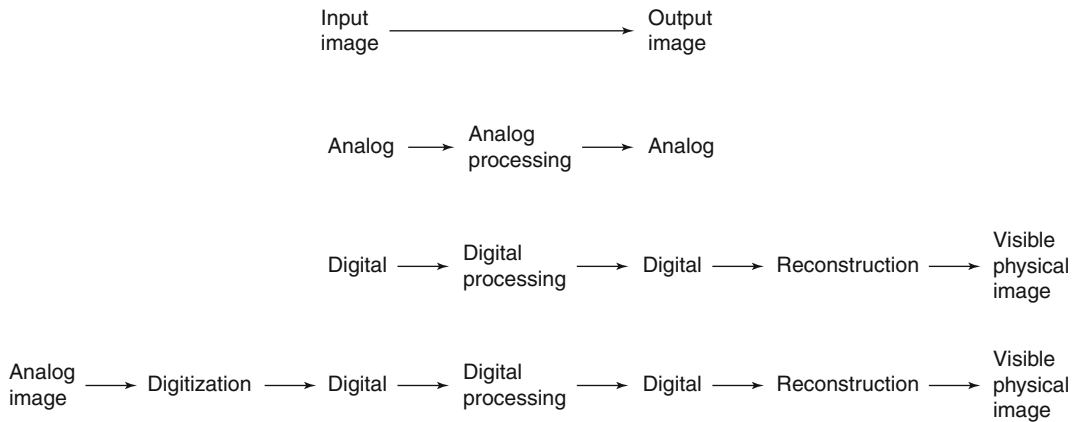 Input
image
Output
image
Analog
Analog
processing
Analog
Digital
Digital
processing
Digital
Reconstruction
Visible
physical
image
Analog
image
Digitization
Digital
Digital
processing
Digital
Reconstruction
Visible
physical
image